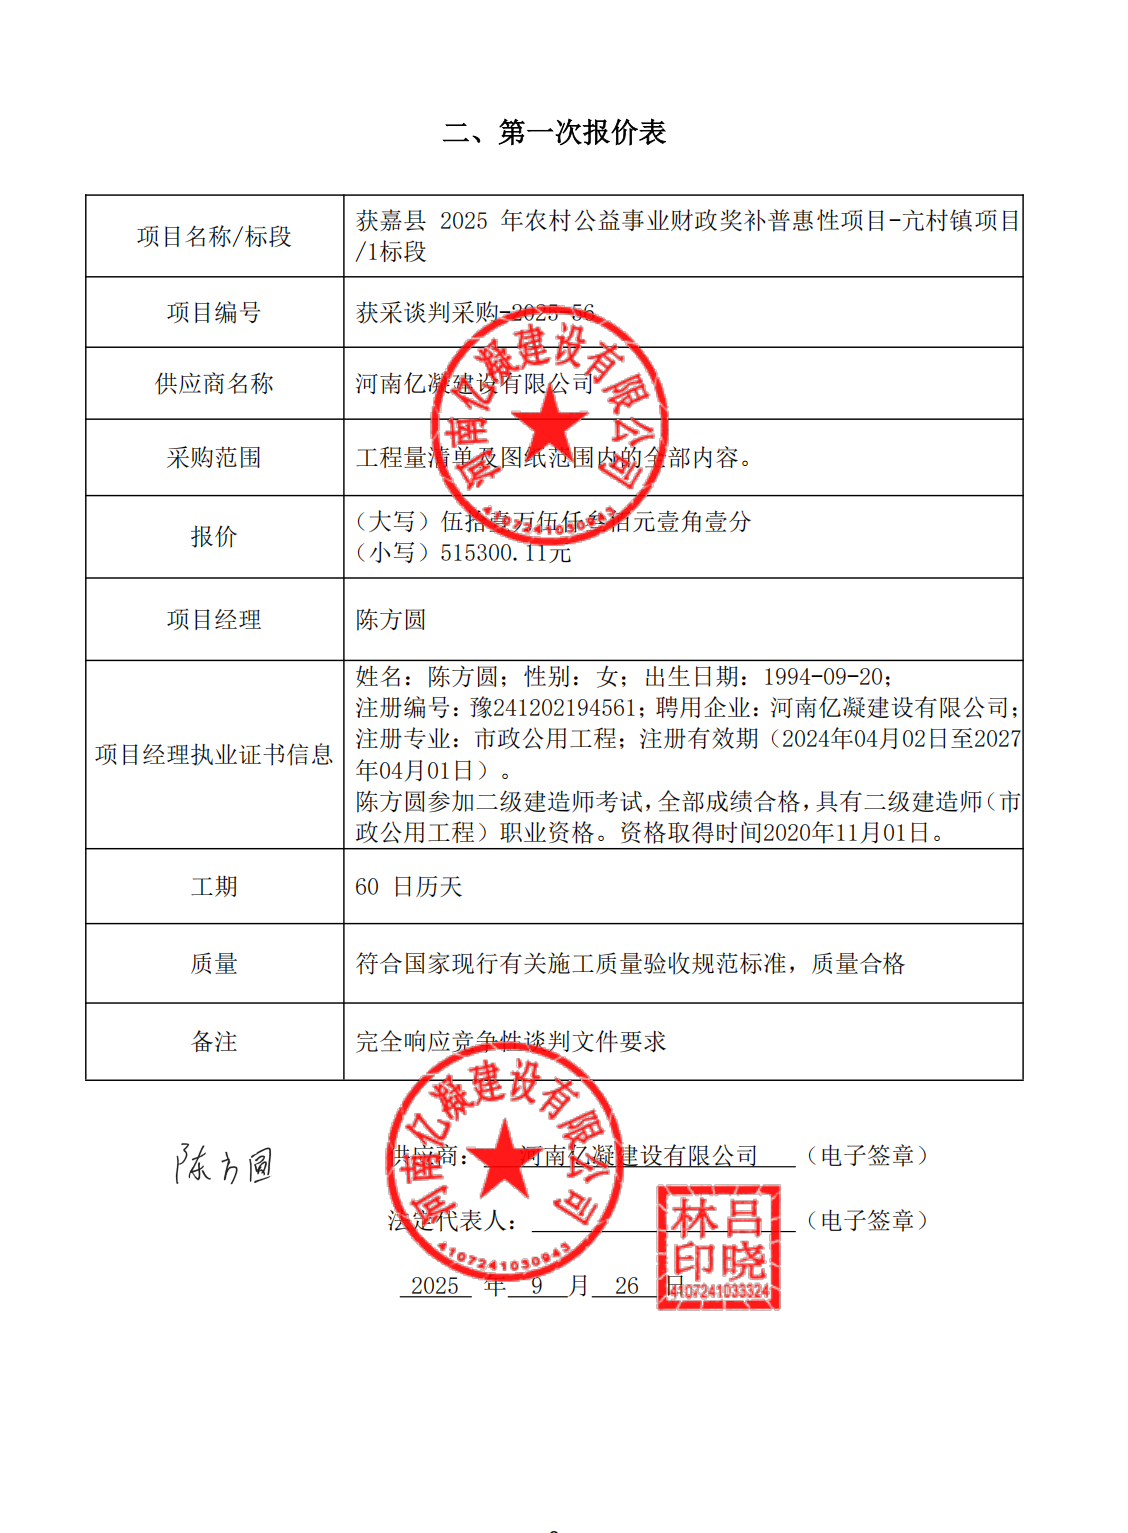 二、第一次报价表
项目名称/标段
获嘉县 2025 年农村公益事业财政奖补普惠性项目-亢村镇项目
/1标段
项目编号
获采谈判采购-2025-56
供应商名称
河南亿凝建设有限公司
采购范围
工程量清单及图纸范围内的全部内容。
报价
（大写）伍拾壹万伍仟叁佰元壹角壹分
（小写）515300.11元
河南亿凝建设有限公司
4107241030943
项目经理
陈方圆
项目经理执业证书信息
姓名：陈方圆；性别：女；出生日期：1994-09-20；
注册编号：豫241202194561；聘用企业：河南亿凝建设有限公司；
注册专业：市政公用工程；注册有效期（2024年04月02日至2027
年04月01日）。
陈方圆参加二级建造师考试，全部成绩合格，具有二级建造师（市
政公用工程）职业资格。资格取得时间2020年11月01日。
工期
60 日历天
质量
符合国家现行有关施工质量验收规范标准，质量合格
备注
完全响应竞争性谈判文件要求
陈方圆
供应商：河南亿凝建设有限公司（电子签章）
法定代表人：（电子签章）
2025 年 9 月 26 日
河南亿凝建设有限公司
4107241030943
吕晓林印
4107241033324